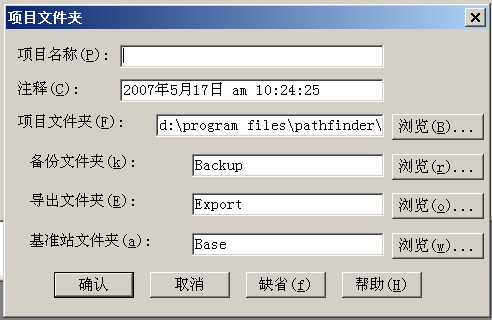 项目文件夹
项目名称(P):
注释(C): 2007年5月17日 am 10:24:25
项目文件夹(F): d:\program files\pathfinder\ 浏览(B)...
备份文件夹(k): Backup 浏览(r)...
导出文件夹(E): Export 浏览(o)...
基准站文件夹(a): Base 浏览(w)...
确认 取消 缺省(f) 帮助(H)